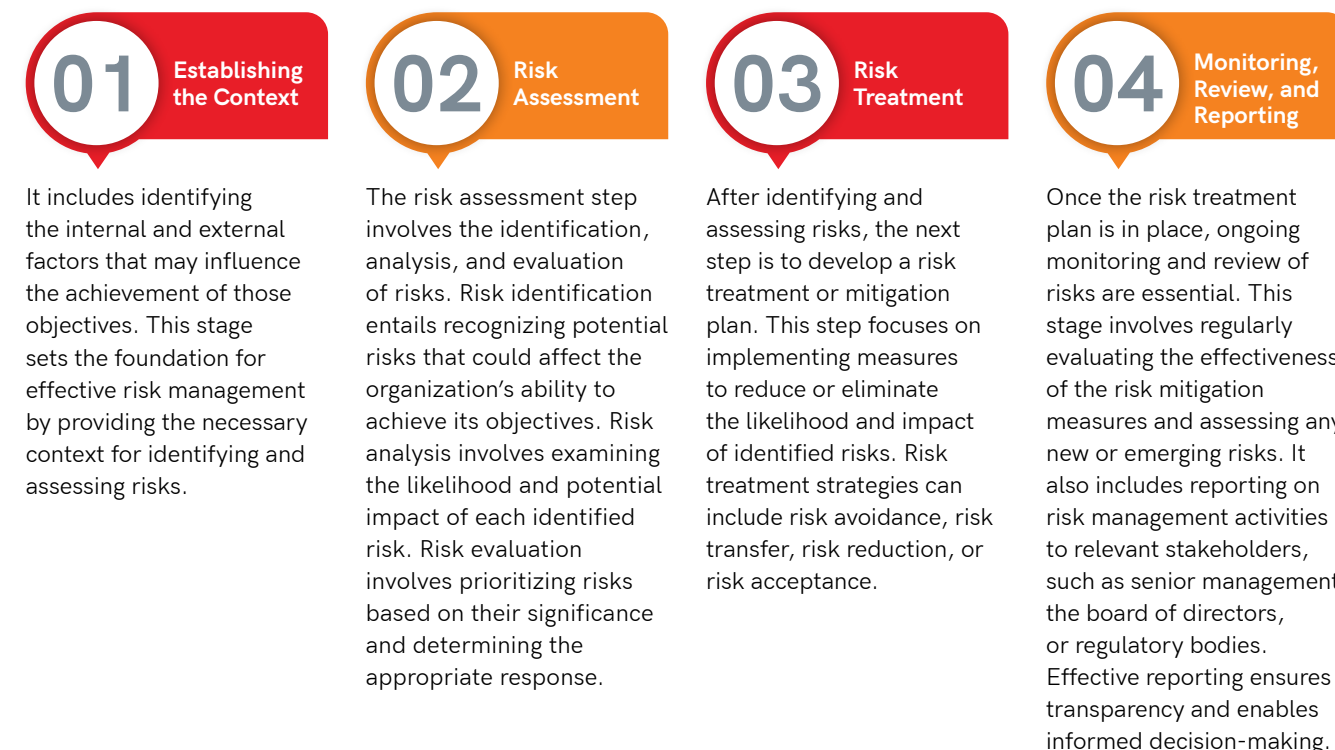 01
Establishing
the Context
It includes identifying
the internal and external
factors that may influence
the achievement of those
objectives. This stage
sets the foundation for
effective risk management
by providing the necessary
context for identifying and
assessing risks.
02
Risk
Assessment
The risk assessment step
involves the identification,
analysis, and evaluation
of risks. Risk identification
entails recognizing potential
risks that could affect the
organization’s ability to
achieve its objectives. Risk
analysis involves examining
the likelihood and potential
impact of each identified
risk. Risk evaluation
involves prioritizing risks
based on their significance
and determining the
appropriate response.
03
Risk
Treatment
After identifying and
assessing risks, the next
step is to develop a risk
treatment or mitigation
plan. This step focuses on
implementing measures
to reduce or eliminate
the likelihood and impact
of identified risks. Risk
treatment strategies can
include risk avoidance, risk
transfer, risk reduction, or
risk acceptance.
04
Monitoring,
Review, and
Reporting
Once the risk treatment
plan is in place, ongoing
monitoring and review of
risks are essential. This
stage involves regularly
evaluating the effectiveness
of the risk mitigation
measures and assessing any
new or emerging risks. It
also includes reporting on
risk management activities
to relevant stakeholders,
such as senior management
the board of directors,
or regulatory bodies.
Effective reporting ensures
transparency and enables
informed decision-making.